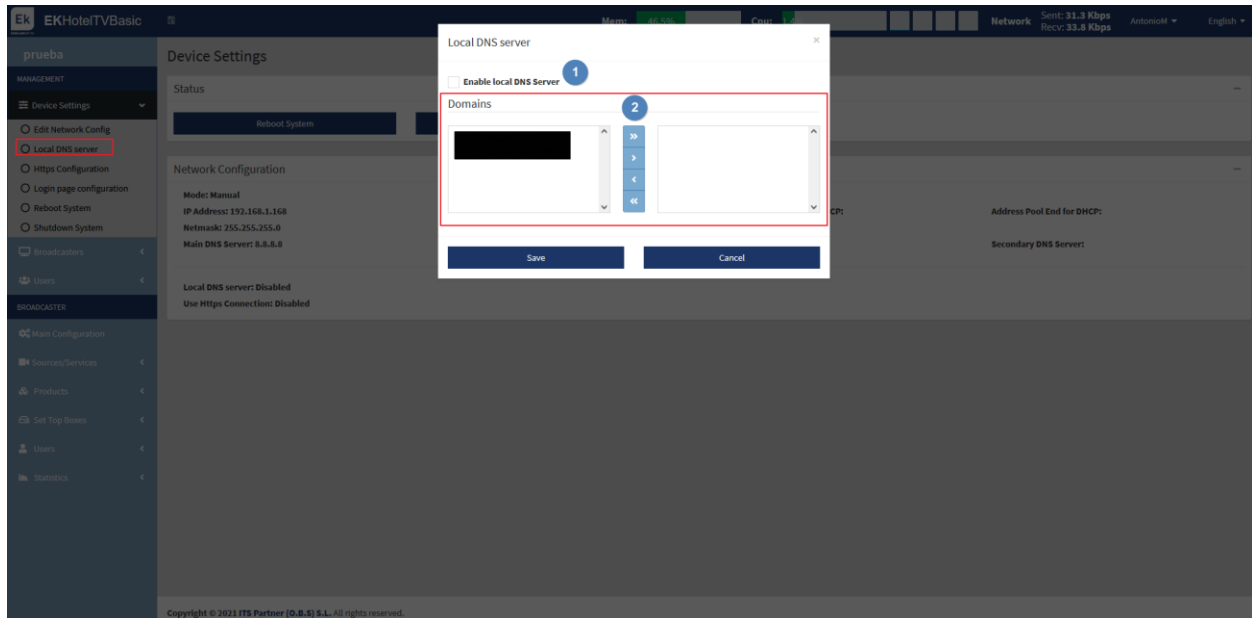 Ek EKHotelTVBasic
Mem: 46.5% Cpu: Network Sent: 31.3 Kbps Recv: 33.8 Kbps AntonioM English
prueba
MANAGEMENT
Device Settings
Edit Network Config
Local DNS server
Https Configuration
Login page configuration
Reboot System
Shutdown System
Broadcasters
Users
BROADCASTER
Main Configuration
Sources/Services
Products
Set Top Boxes
Users
Statistics
Device Settings
Status
Reboot System
Network Configuration
Mode: Manual
IP Address: 192.168.1.168
Netmask: 255.255.255.0
Main DNS Server: 8.8.8.8
CP:
Address Pool End for DHCP:
Secondary DNS Server:
Local DNS server: Disabled
Use Https Connection: Disabled
Local DNS server ×
Enable local DNS Server 1
Domains 2
»
›
‹
«
Save Cancel
Copyright © 2021 ITS Partner (O.B.S) S.L. All rights reserved.